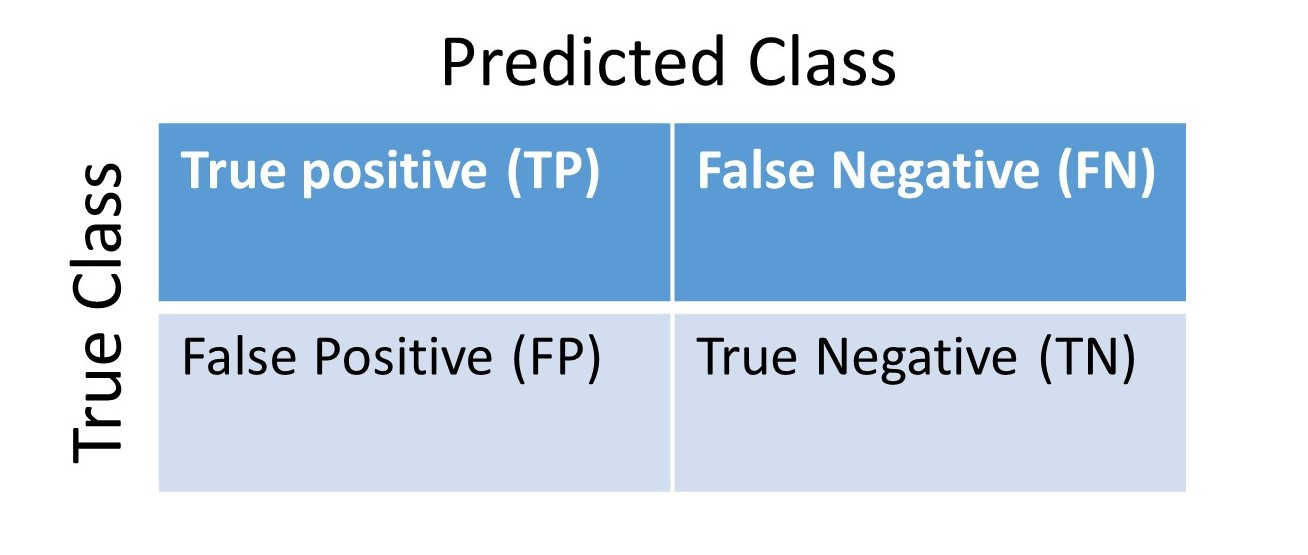 Predicted Class
True Class
True positive (TP)
False Negative (FN)
False Positive (FP)
True Negative (TN)